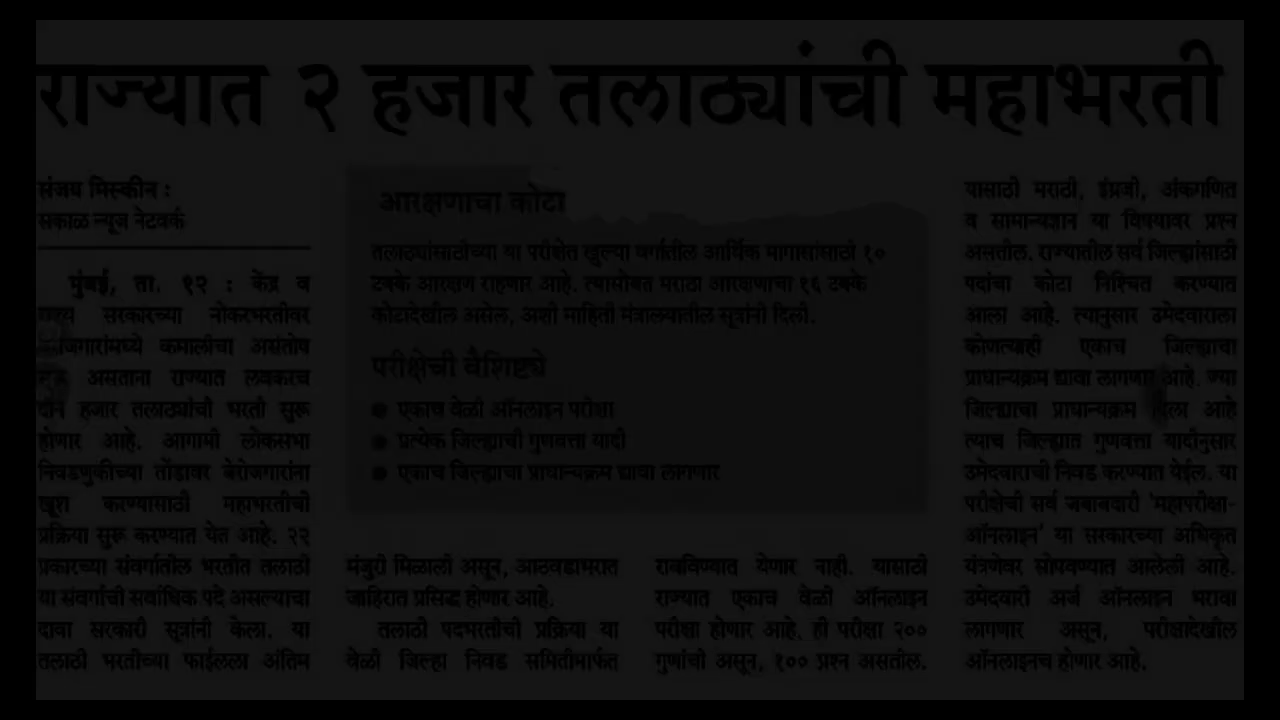 राज्यात २ हजार तलाठ्यांची महाभरती
संजय मिस्कीन :
सकाळ न्यूज नेटवर्क
मुंबई, ता. १२ : केंद्र व
राज्य सरकारच्या नोकरभरतीवर
बेरोजगारांमध्ये कमालीचा असंतोष
असताना राज्यात लवकरच
दोन हजार तलाठ्यांची भरती सुरू
होणार आहे. आगामी लोकसभा
निवडणुकीच्या तोंडावर बेरोजगारांना
खूश करण्यासाठी महाभरतीची
प्रक्रिया सुरू करण्यात येत आहे. २२
प्रकारच्या संवर्गातील भरतीत तलाठी
या संवर्गाची सर्वाधिक पदे असल्याचा
दावा सरकारी सूत्रांनी केला. या
तलाठी भरतीच्या फाईलला अंतिम
आरक्षणाचा कोटा
तलाठ्यांसाठीच्या या परीक्षेत खुल्या वर्गातील आर्थिक मागासांसाठी १०
टक्के आरक्षण राहणार आहे. त्यासोबत मराठा आरक्षणाचा १६ टक्के
कोटादेखील असेल, अशी माहिती मंत्रालयातील सूत्रांनी दिली.
परीक्षेची वैशिष्ट्ये
● एकाच वेळी ऑनलाइन परीक्षा
● प्रत्येक जिल्ह्याची गुणवत्ता यादी
● एकाच जिल्ह्याचा प्राधान्यक्रम द्यावा लागणार
मंजुरी मिळाली असून, आठवडाभरात
जाहिरात प्रसिद्ध होणार आहे.
तलाठी पदभरतीची प्रक्रिया या
वेळी जिल्हा निवड समितीमार्फत
राबविण्यात येणार नाही. यासाठी
राज्यात एकाच वेळी ऑनलाइन
परीक्षा होणार आहे. ही परीक्षा २००
गुणांची असून, १०० प्रश्न असतील.
यासाठी मराठी, इंग्रजी, अंकगणित
व सामान्यज्ञान या विषयावर प्रश्न
असतील. राज्यातील सर्व जिल्ह्यांसाठी
पदांचा कोटा निश्चित करण्यात
आला आहे. त्यानुसार उमेदवाराला
कोणत्याही एकाच जिल्ह्याचा
प्राधान्यक्रम द्यावा लागणार आहे. ज्या
जिल्ह्याचा प्राधान्यक्रम दिला आहे
त्याच जिल्ह्यात गुणवत्ता यादीनुसार
उमेदवाराची निवड करण्यात येईल. या
परीक्षेची सर्व जबाबदारी 'महापरीक्षा-
ऑनलाइन' या सरकारच्या अधिकृत
यंत्रणेवर सोपवण्यात आलेली आहे.
उमेदवारी अर्ज ऑनलाइन भरावा
लागणार असून, परीक्षादेखील
ऑनलाइनच होणार आहे.